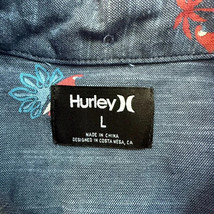 Hurley
L
MADE IN CHINA
DESIGNED IN COSTA MESA, CA